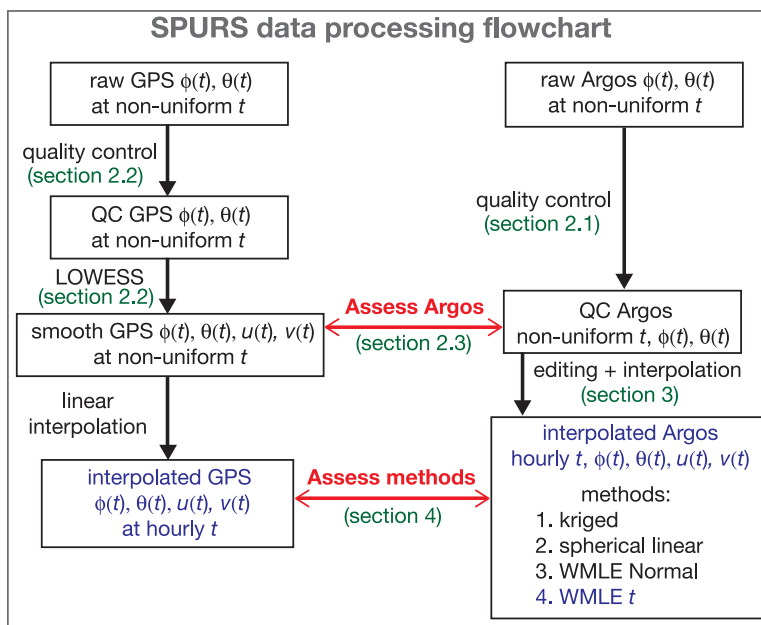 SPURS data processing flowchart
raw GPS ϕ(t), θ(t)
at non-uniform t
quality control
(section 2.2)
QC GPS ϕ(t), θ(t)
at non-uniform t
LOWESS
(section 2.2)
smooth GPS ϕ(t), θ(t), u(t), v(t)
at non-uniform t
linear
interpolation
interpolated GPS
ϕ(t), θ(t), u(t), v(t)
at hourly t
Assess Argos
(section 2.3)
Assess methods
(section 4)
raw Argos ϕ(t), θ(t)
at non-uniform t
quality control
(section 2.1)
QC Argos
non-uniform t, ϕ(t), θ(t)
editing + interpolation
(section 3)
interpolated Argos
hourly t, ϕ(t), θ(t), u(t), v(t)
methods:
1. kriged
2. spherical linear
3. WMLE Normal
4. WMLE t